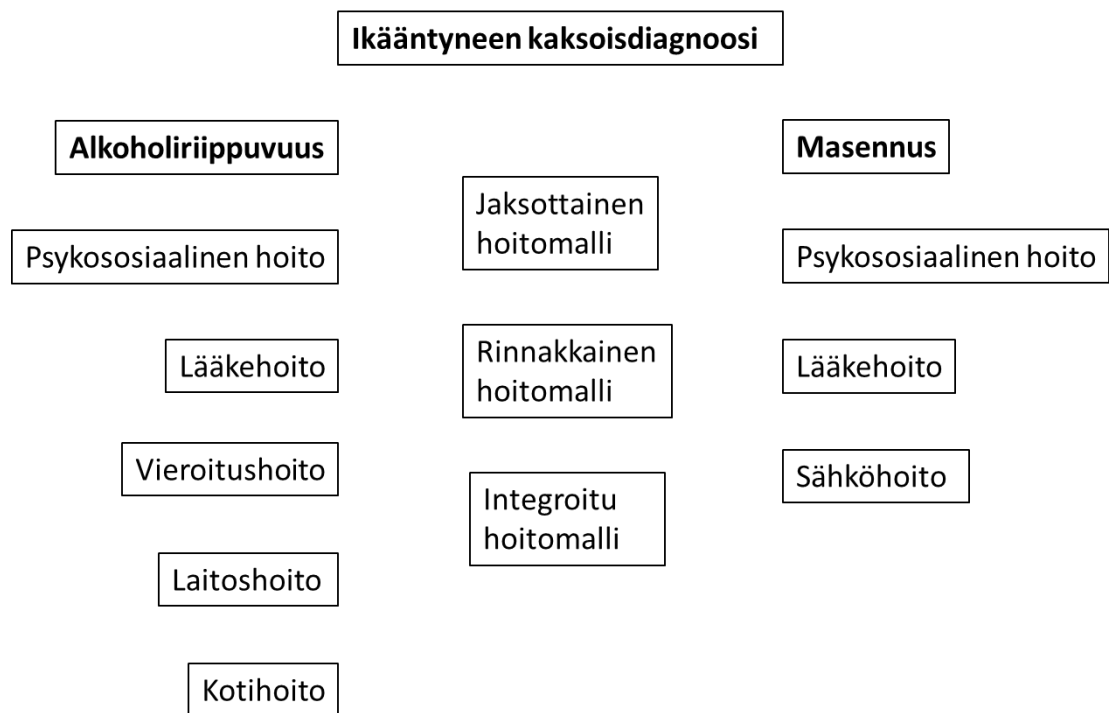 Ikääntyneen kaksoisdiagnoosi
Alkoholiriippuvuus
Psykososiaalinen hoito
Lääkehoito
Vieroitushoito
Laitoshoito
Kotihoito
Jaksottainen
hoitomalli
Rinnakkainen
hoitomalli
Integroitu
hoitomalli
Masennus
Psykososiaalinen hoito
Lääkehoito
Sähköhoito